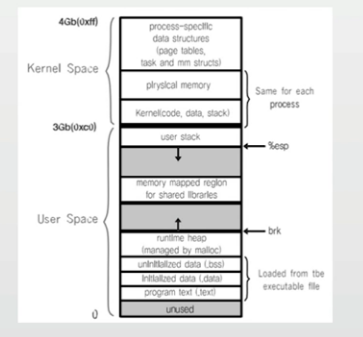 4Gb(0xff)
process-specific
data structures
(page tables,
task and mm structs)
Kernel Space
physical memory
Same for each
process
Kernel(code, data, stack)
3Gb(0xc0)
user stack
%esp
memory mapped region
for shared libraries
User Space
brk
runtime heap
(managed by malloc)
uninitialized data (.bss)
initialized data (.data)
Loaded from tbe
executable file
program text (.text)
unused
0